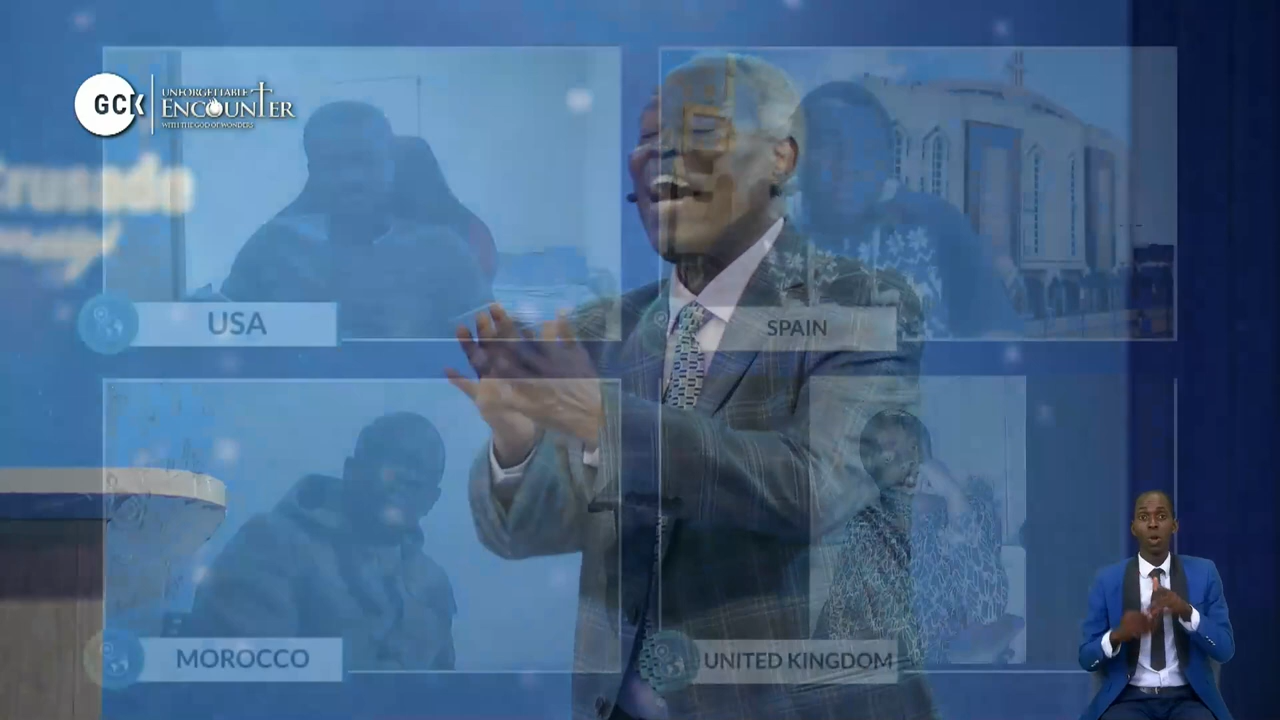 GCK
UNFORGETTABLE
ENCOUNTER
WITH THE GOD OF WONDERS
Crusade
USA
SPAIN
MOROCCO
UNITED KINGDOM